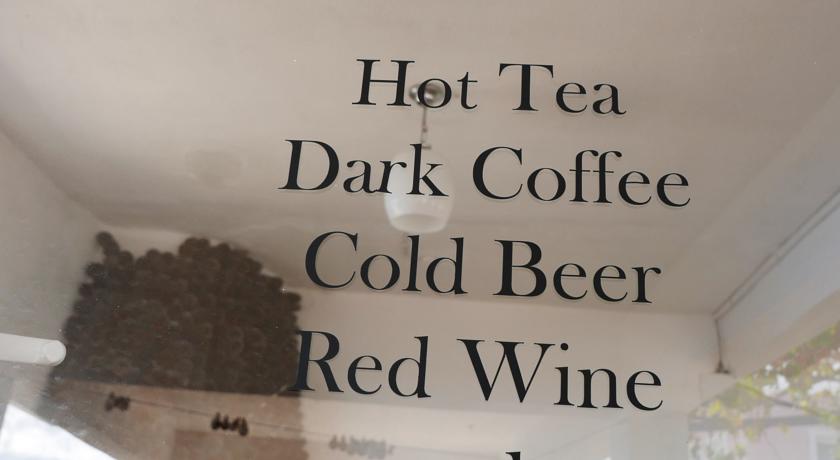 Hot Tea
Dark Coffee
Cold Beer
Red Wine